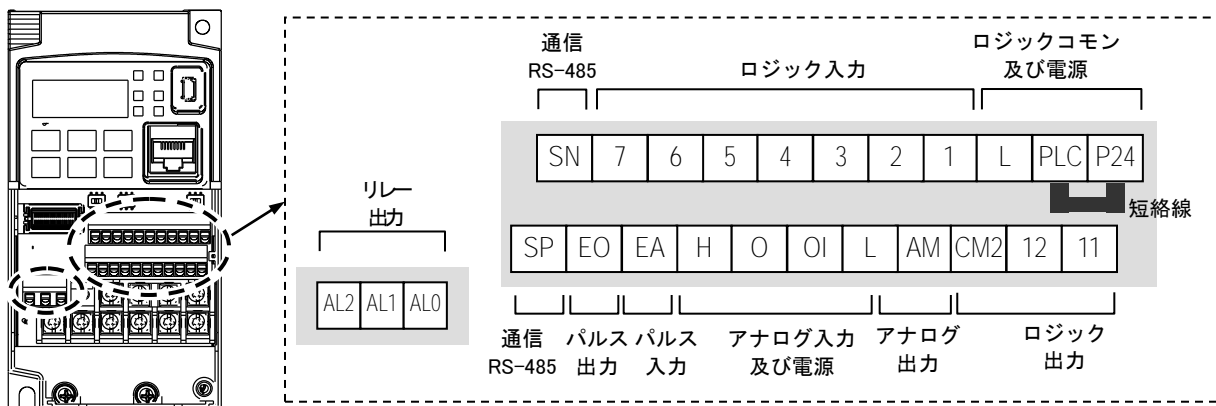 通信
RS-485
ロジック入力
ロジックコモン
及び電源
SN 7 6 5 4 3 2 1 L PLC P24
短絡線
リレー
出力
AL2 AL1 AL0
SP EO EA H O OI L AM CM2 12 11
通信
RS-485
パルス
出力
パルス
入力
アナログ入力
及び電源
アナログ
出力
ロジック
出力